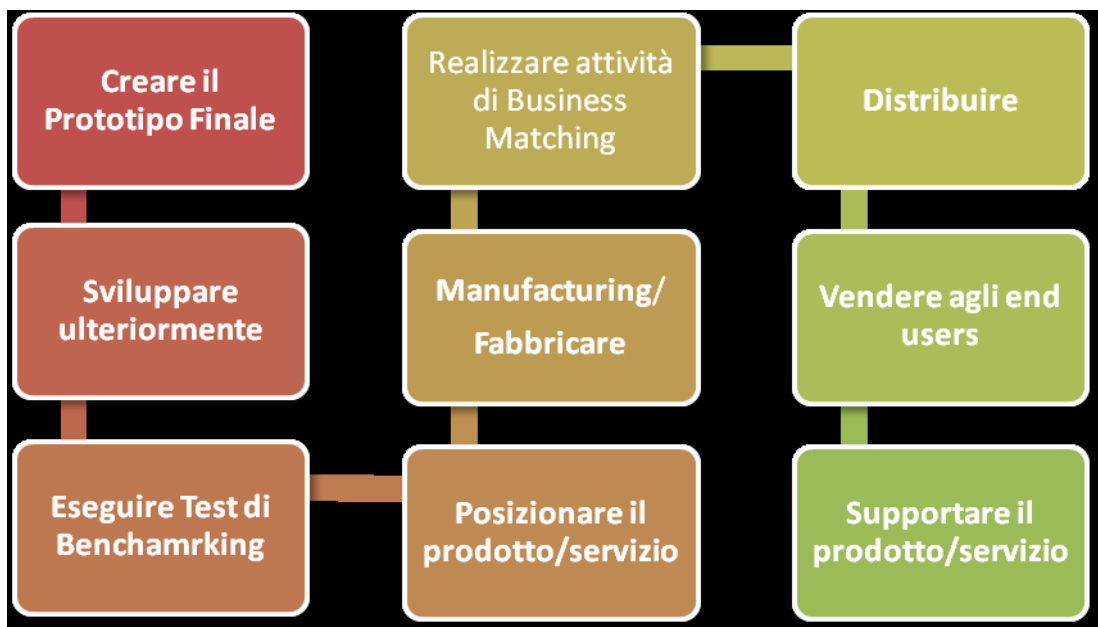 Creare il
Prototipo Finale
Sviluppare
ulteriormente
Eseguire Test di
Benchamrking
Posizionare il
prodotto/servizio
Manufacturing/
Fabbricare
Realizzare attività
di Business
Matching
Distribuire
Vendere agli end
users
Supportare il
prodotto/servizio